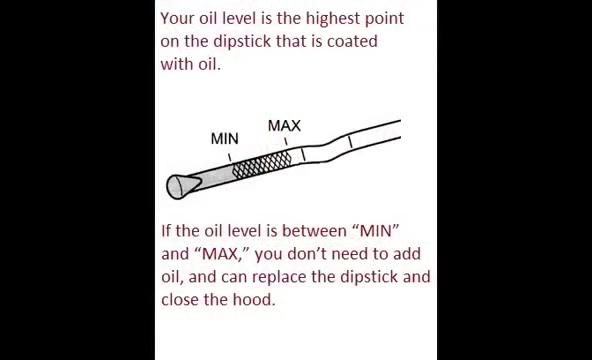 Your oil level is the highest point
on the dipstick that is coated
with oil.
MAX
MIN
If the oil level is between “MIN”
and “MAX,” you don’t need to add
oil, and can replace the dipstick and
close the hood.